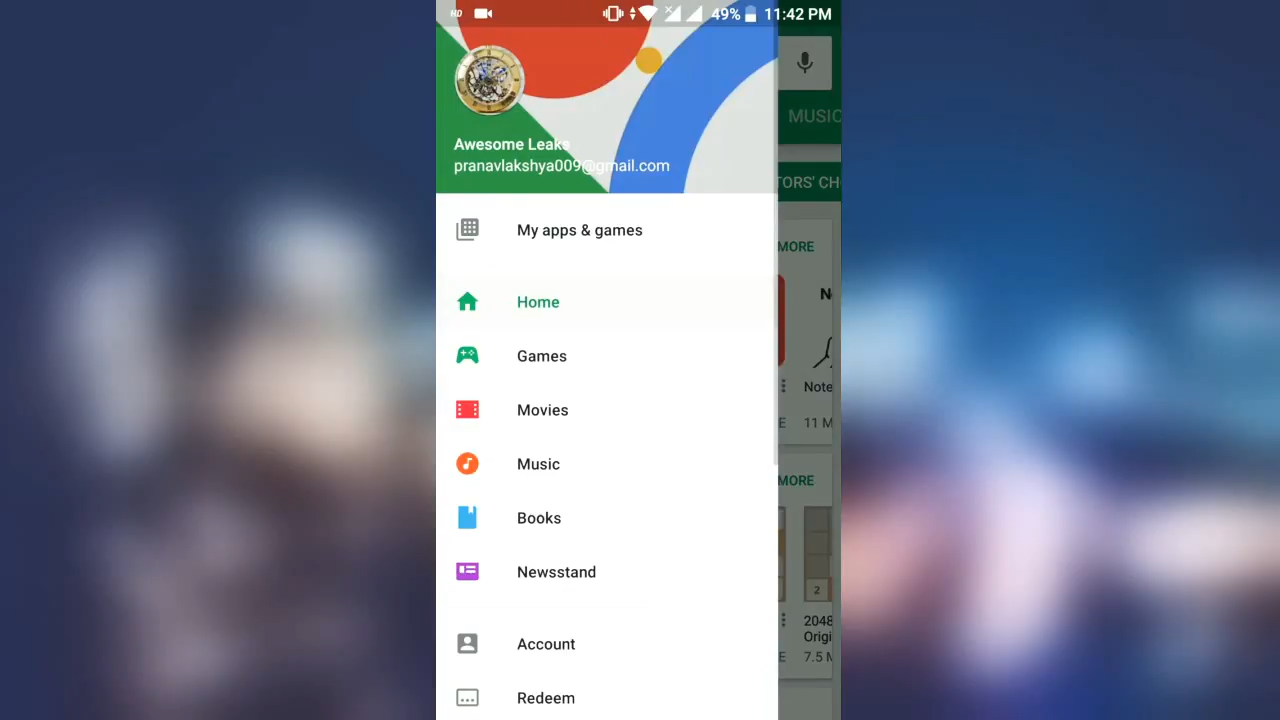 HD 49% 11:42 PM
Awesome Leaks
pranavlakshya009@gmail.com
My apps & games
Home
Games
Movies
Music
Books
Newsstand
Account
Redeem
MUSIC
TORS' CH
MORE
Note
11 M
MORE
2
2048
Origi
7.5 M